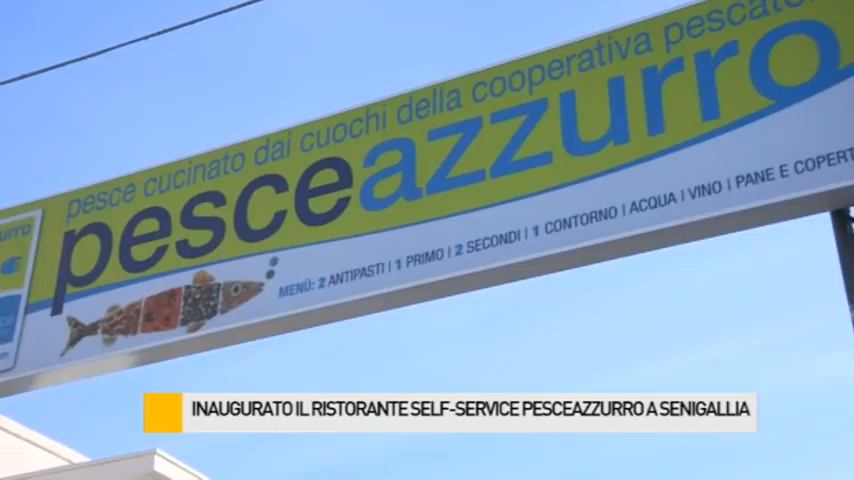 pesce cucinato dai cuochi della cooperativa
pesceazzurro
MENÙ: 2 ANTIPASTI | 1 PRIMO | 2 SECONDI | 1 CONTORNO | ACQUA | VINO | PANE E
INAUGURATO IL RISTORANTE SELF-SERVICE PESCEAZZURRO A SENIGALLIA